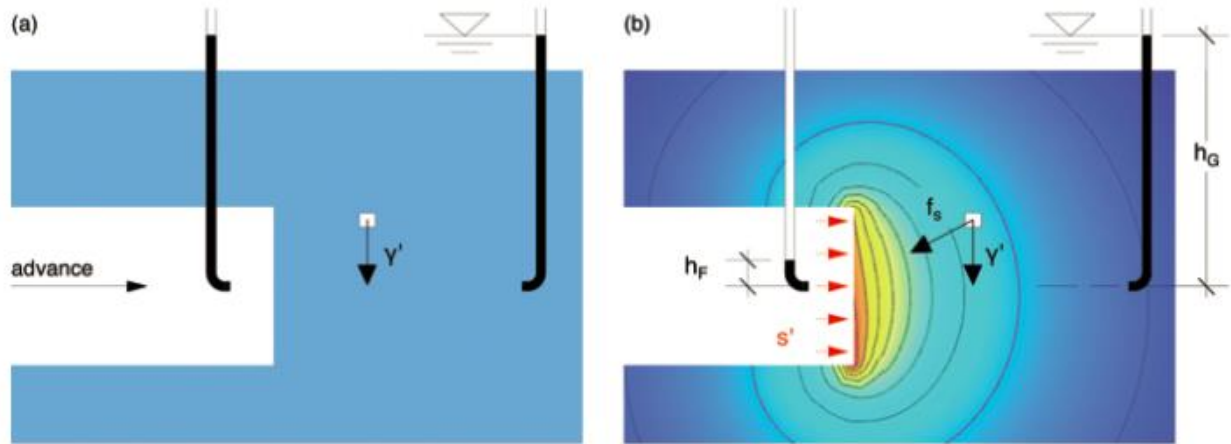 (a)
advance
γ'
(b)
h_G
f_s
γ'
h_F
s'